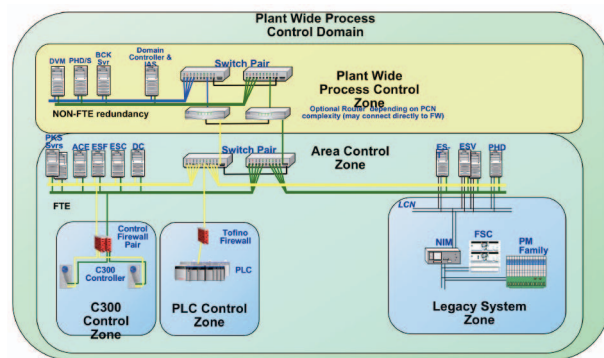 Plant Wide Process
Control Domain
DVM
PHD/S
BCK
Svr
Domain
Controller &
IAS
Switch Pair
Plant Wide
Process Control
Zone
NON-FTE redundancy
Optional Router depending on PCN
complexity (may connect directly to FW)
PKS
Svrs
ACE
ESF
ESC
DC
Switch Pair
Area Control
Zone
ES-
ESV
PHD
FTE
LCN
Control
Firewall
Pair
C300
Controller
C300
Control
Zone
Tofino
Firewall
PLC
PLC Control
Zone
NIM
FSC
PM
Family
Legacy System
Zone